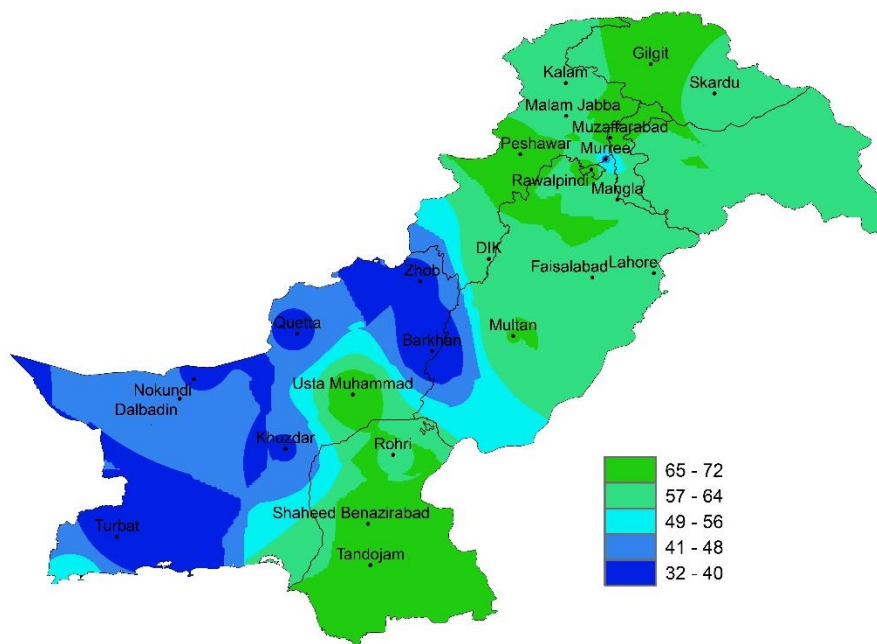 Gilgit
Kalam
Skardu
Malam Jabba
Muzaffarabad
Peshawar
Murree
Rawalpindi
Mangla
DIK
Zhob
Faisalabad
Lahore
Quetta
Multan
Barkhan
Usta Muhammad
Nokundi
Dalbadin
Khuzdar
Rohri
Shaheed Benazirabad
Turbat
Tandojam
65 - 72
57 - 64
49 - 56
41 - 48
32 - 40